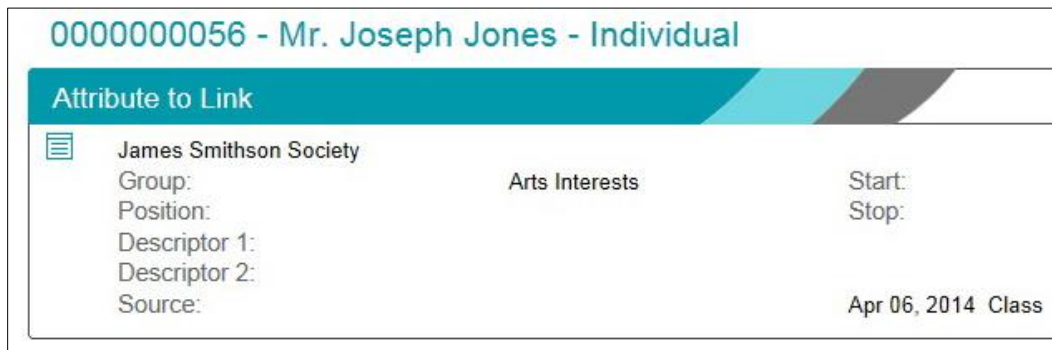 0000000056 - Mr. Joseph Jones - Individual
Attribute to Link
James Smithson Society
Group: Arts Interests Start:
Position: Stop:
Descriptor 1:
Descriptor 2:
Source: Apr 06, 2014 Class